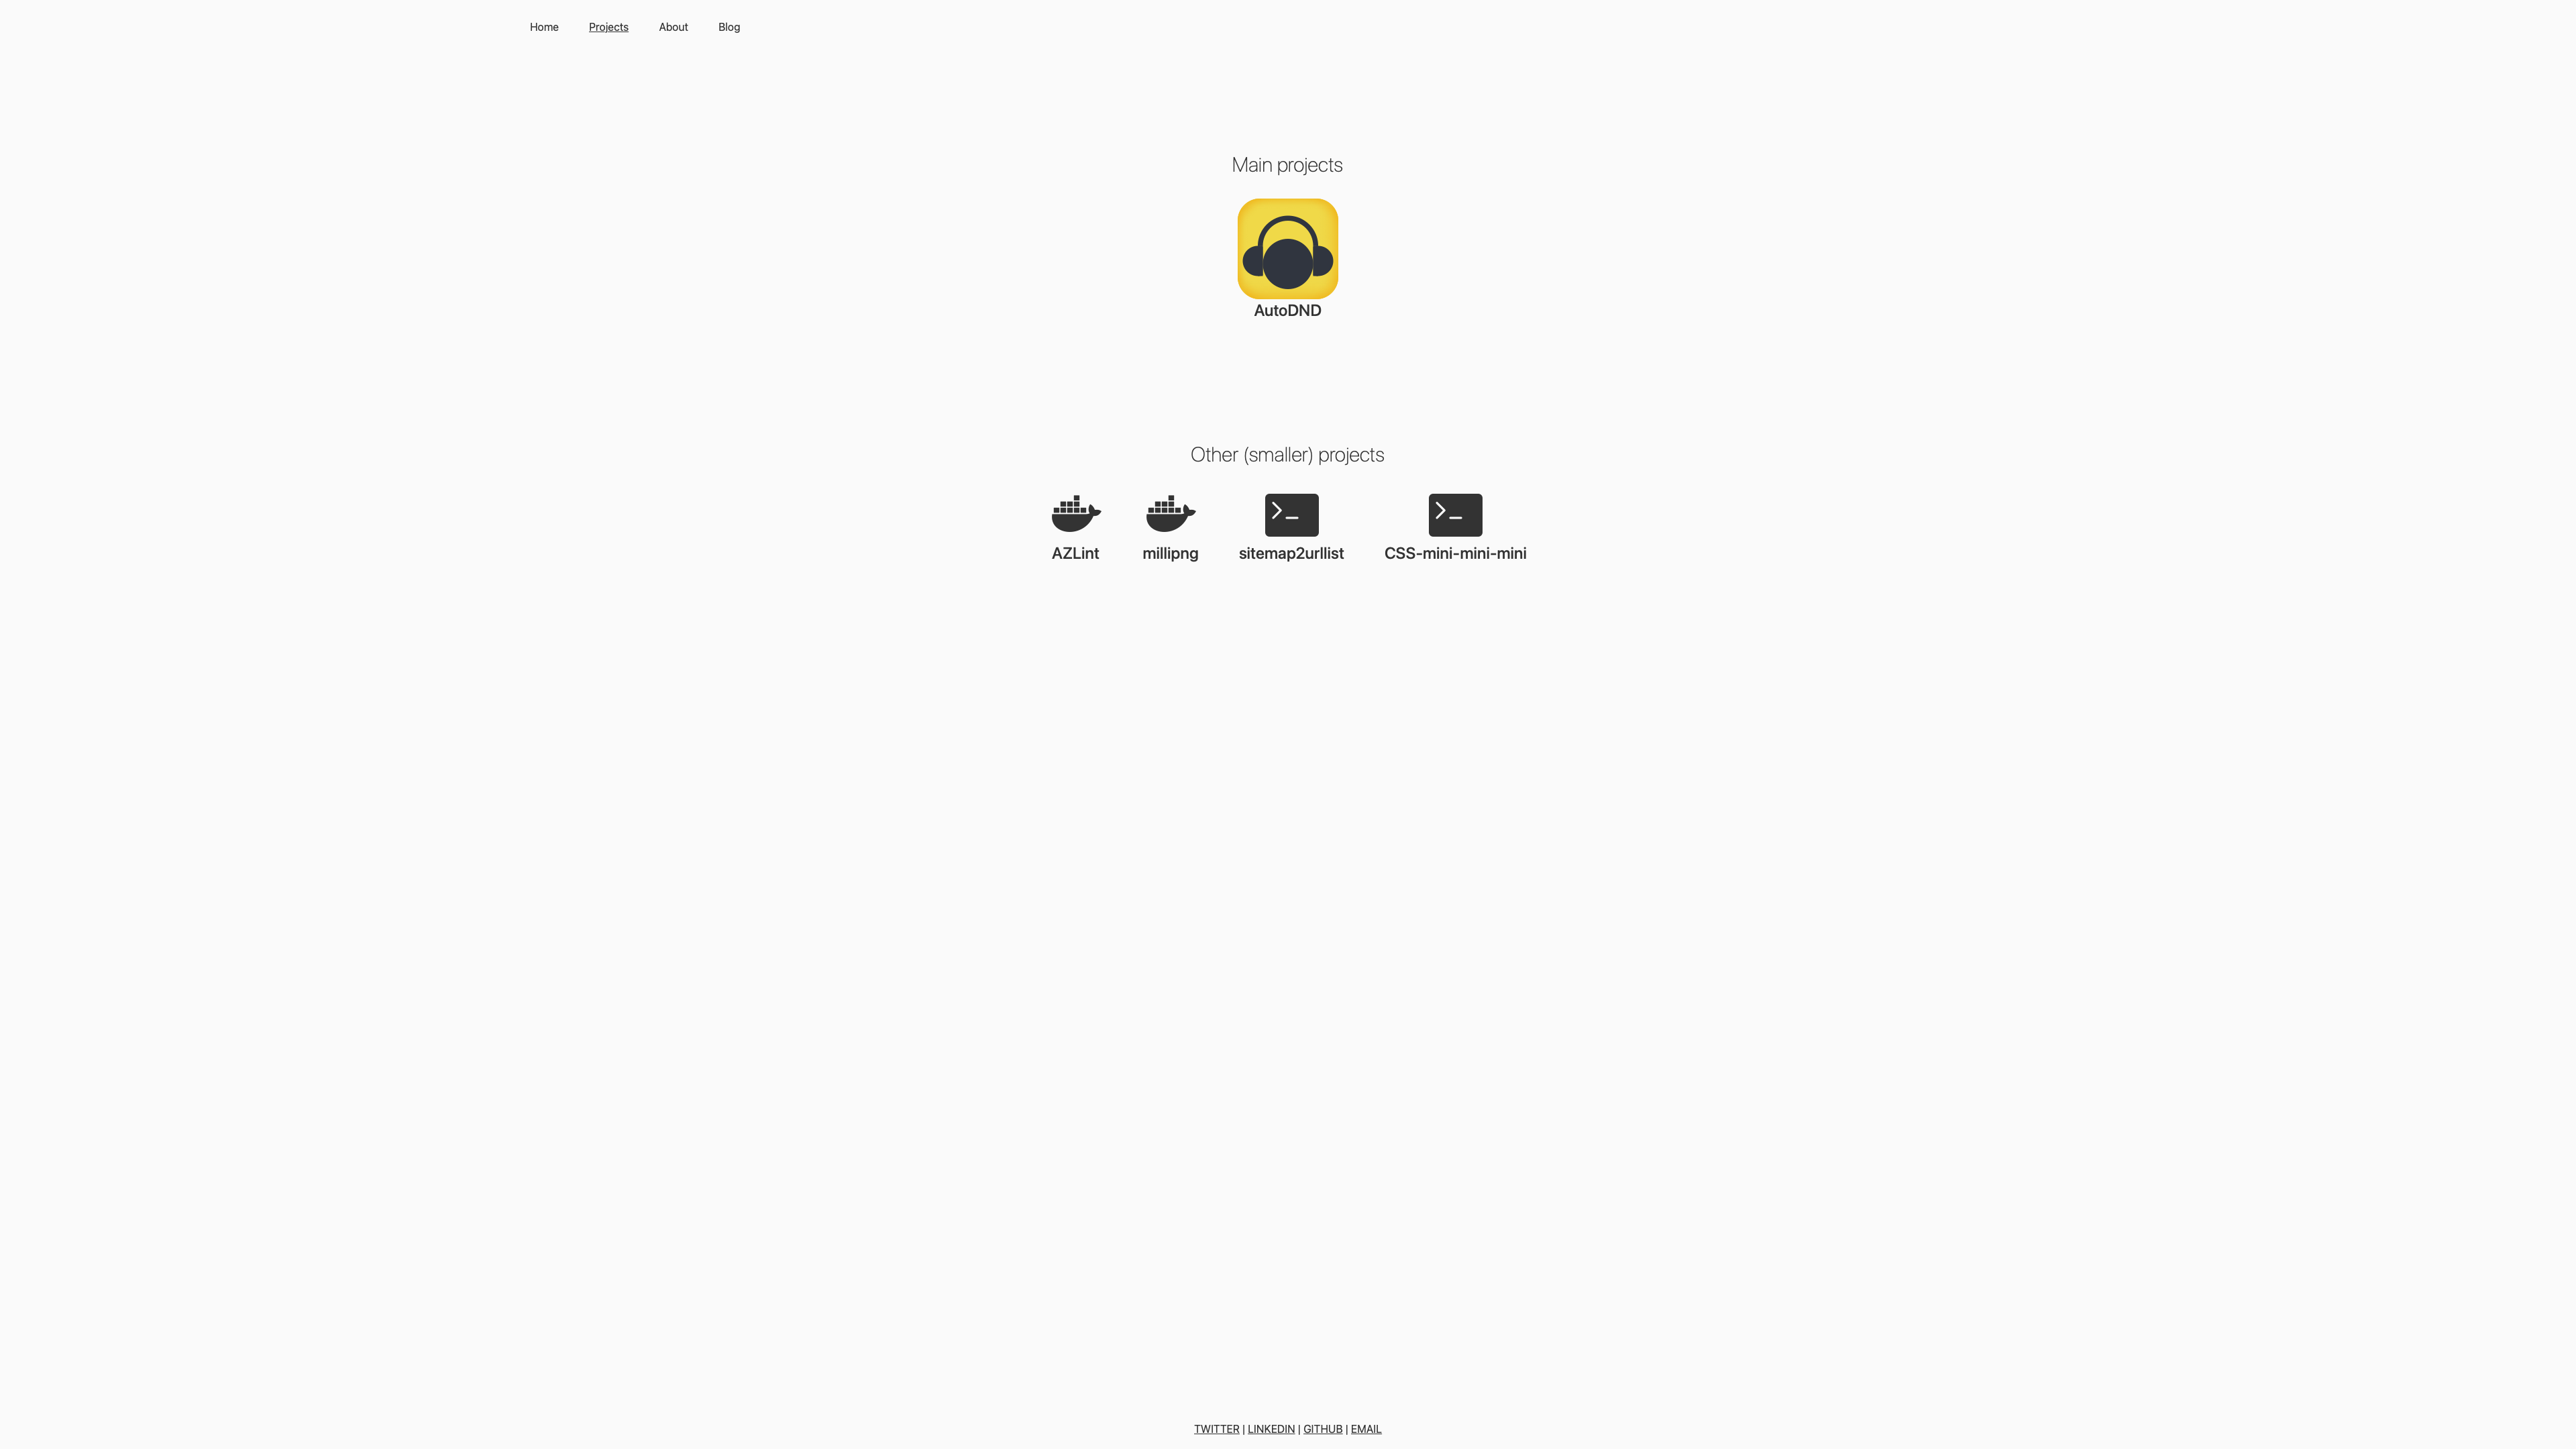 Home Projects About Blog
Main projects
AutoDND
Other (smaller) projects
AZLint millipng sitemap2urllist CSS-mini-mini-mini
TWITTER | LINKEDIN | GITHUB | EMAIL